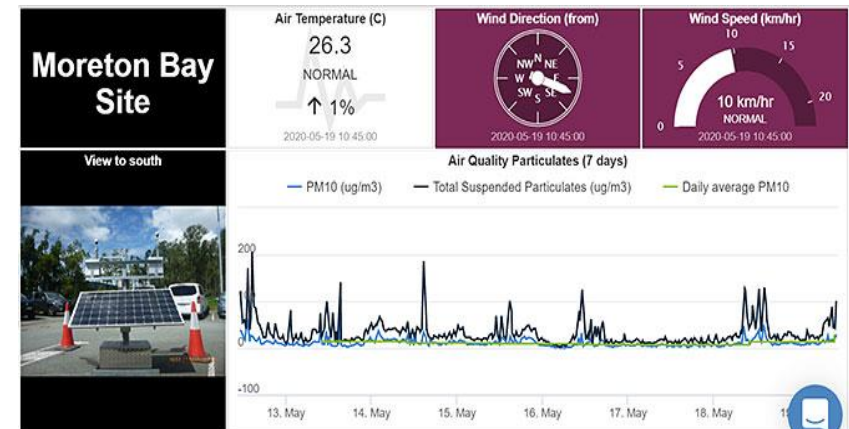 Moreton Bay
Site
Air Temperature (C)
26.3
NORMAL
↑ 1%
2020-05-19 10:45:00
Wind Direction (from)
N
NW NE
W E
SW SE
S
2020-05-19 10:45:00
Wind Speed (km/hr)
10
5 15
0 20
10 km/hr
NORMAL
2020-05-19 10:45:00
View to south
Air Quality Particulates (7 days)
PM10 (ug/m3) Total Suspended Particulates (ug/m3) Daily average PM10
200
0
-100
13. May 14. May 15. May 16. May 17. May 18. May